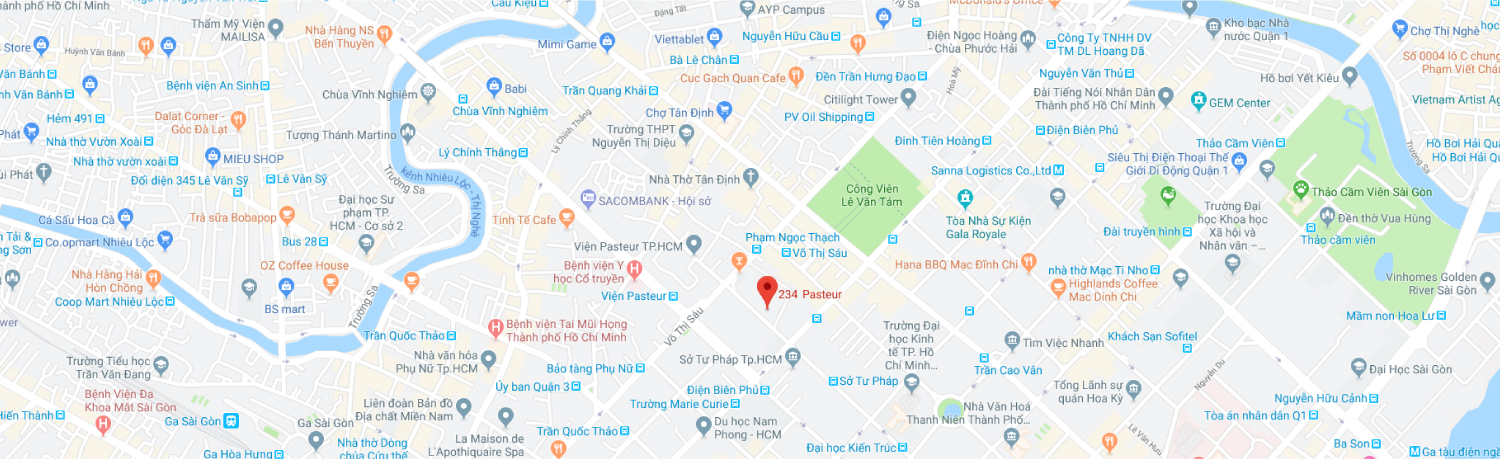 Cầu Kiệu
Đặng Tất
AYP Campus
McDonald's Office
Kho bạc Nhà
nước Quận 1
Chợ Thị Nghè
Thẩm Mỹ Viện
MAILISA
Nhà Hàng NS
Bến Thuyền
Mimi Game
Viettablet
Nguyễn Hữu Cầu
Điện Ngọc Hoàng
- Chùa Phước Hải
Công Ty TNHH DV
TM DL Hoang Dã
Store
Huỳnh Văn Bánh
Bà Lê Chân
Số 0004 lô C chung
Phạm Viết Chán
Văn Bánh
Bệnh viện An Sinh
Cuc Gach Quan Cafe
Đền Trần Hưng Đạo
Nguyễn Văn Thủ
Hồ bơi Yết Kiêu
Hoà Mỹ
Văn Bánh
Chùa Vĩnh Nghiêm
Babi
Trần Quang Khải
Đài Tiếng Nói Nhân Dân
Thành phố Hồ Chí Minh
Citilight Tower
GEM Center
Vietnam Artist Ag
Hẻm 491
Dalat Corner -
Góc Đà Lạt
Chùa Vĩnh Nghiêm
Chợ Tân Định
PV Oil Shipping
Phát
Tượng Thánh Martino
Lý Chính Thắng
Trường THPT
Nguyễn Thị Diệu
Điện Biên Phủ
Nhà thờ Vườn xoài
Đinh Tiên Hoàng
Thảo Cầm Viên
Hồ Bơi Hải Quâ
Hồ Bơi Hải Quâ
Trường Sa
Nhà thờ vườn xoài
MIEU SHOP
Lý Chính Thắng
Siêu Thị Điện Thoại Thế
Giới Di Động Quận 1
Phát
Đối diện 345 Lê Văn Sỹ
Lê Văn Sỹ
Kênh Nhiêu Lộc - Thị Nghè
Trường Sa
Nhà Thờ Tân Định
Sanna Logistics Co.,Ltd
Công Viên
Lê Văn Tám
Thảo Cầm Viên Sài Gòn
Đại học Sư
phạm TP.
HCM - Cơ sở 2
SACOMBANK - Hội sở
Trường Đại
học Khoa học
Xã hội và
Nhân văn –...
Cá Sấu Hoa Cà
Trà sữa Bobapop
Tinh Tế Cafe
Tòa Nhà Sự Kiện
Gala Royale
Đền thờ Vua Hùng
Co.opmart Nhiêu Lộc
Bus 28
Phạm Ngọc Thạch
Võ Thị Sáu
Đài truyền hình
Thảo cầm viên
Viện Pasteur TP.HCM
Nhà Hàng Hải
Hòn Chồng
OZ Coffee House
Bệnh viện Y
học Cổ truyền
Hana BBQ Mạc Đĩnh Chi
nhà thờ Mạc Ti Nho
Highlands Coffee
Mac Dinh Chi
Vinhomes Golden
River Sài Gòn
Coop Mart Nhiêu Lộc
BS mart
Trường Sa
Viện Pasteur
234 Pasteur
Võ Thị Sáu
Mầm non Hoạ Lư
Trần Quốc Thảo
Bệnh viện Tai Mũi Họng
Thành phố Hồ Chí Minh
Trường Đại
học Kinh
tế TP. Hồ
Chí Minh...
Tìm Việc Nhanh
Khách Sạn Sofitel
Trường Tiểu học
Trần Văn Đang
Nhà văn hóa
Phụ Nữ Tp.HCM
Bảo tàng Phụ Nữ
Sở Tư Pháp Tp.HCM
Trần Cao Vân
Nguyễn Du
Đại Học Sài Gòn
Ủy ban Quận 3
Sở Tư Pháp
Tổng Lãnh sự
quán Hoa Kỳ
Bệnh Viện Đa
Khoa Mắt Sài Gòn
Điện Biên Phủ
Nguyễn Hữu Cảnh
Liên đoàn Bản đồ
Địa chất Miền Nam
Trường Marie Curie
Nhà Văn Hoá
Thanh Niên Thành Phố...
Tòa án nhân dân Q1
Hiến Thành
Ga Sài Gòn
Ga Sài Gòn
Trần Quốc Thảo
Du học Nam
Phong - HCM
Lê Văn Hưu
Nhà thờ Dòng
chúa Cứu thế
La Maison de
L'Apothiquaire Spa
Đại học Kiến Trúc
Ba Son
Ga Hòa Hưng
Ga tàu điện ngầ